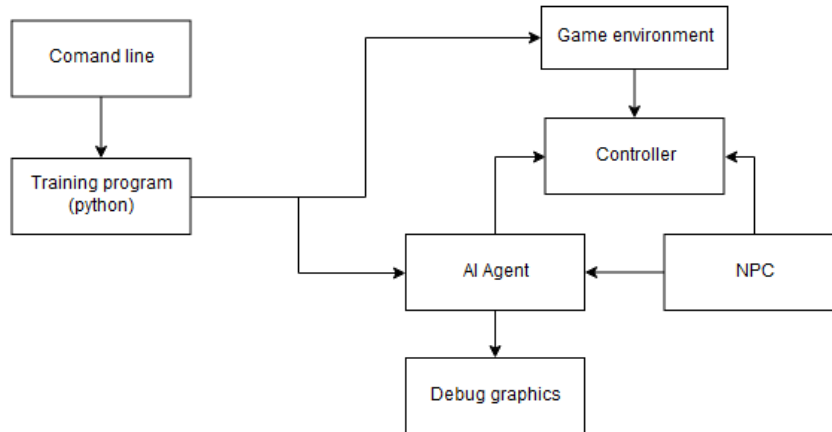 Comand line
Game environment
Training program
(python)
Controller
AI Agent
NPC
Debug graphics